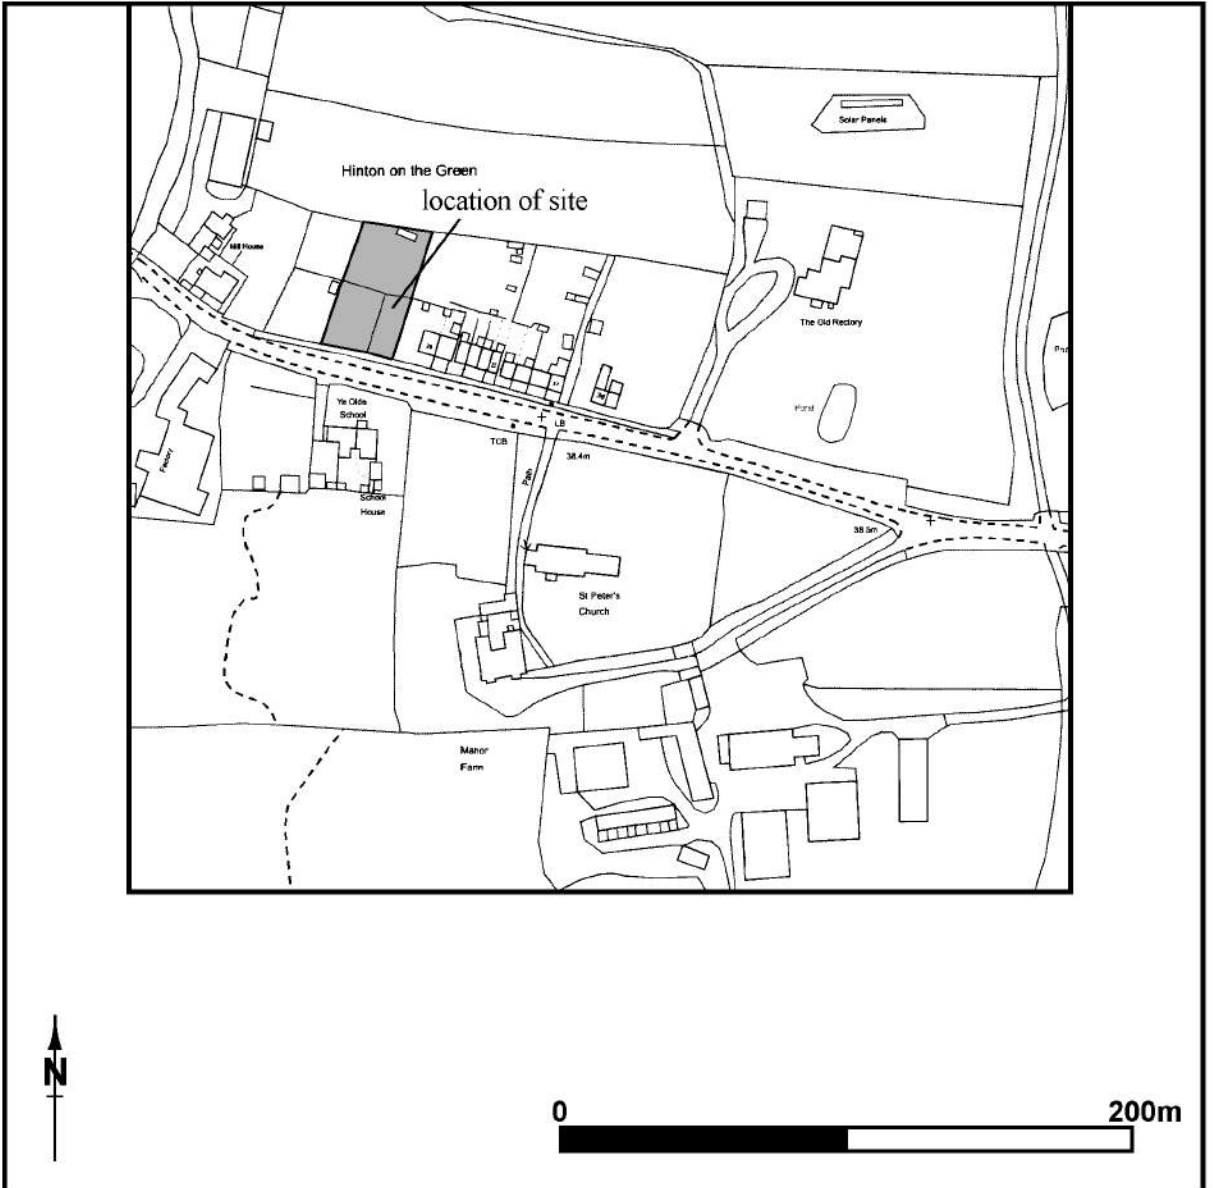 Solar Panels
Hinton on the Green
location of site
Mill House
The Old Rectory
Pond
Ye Olde
School
LB
TCB
38.4m
Path
Factory
School
House
38.5m
St Peter's
Church
Manor
Farm
N
0
200m